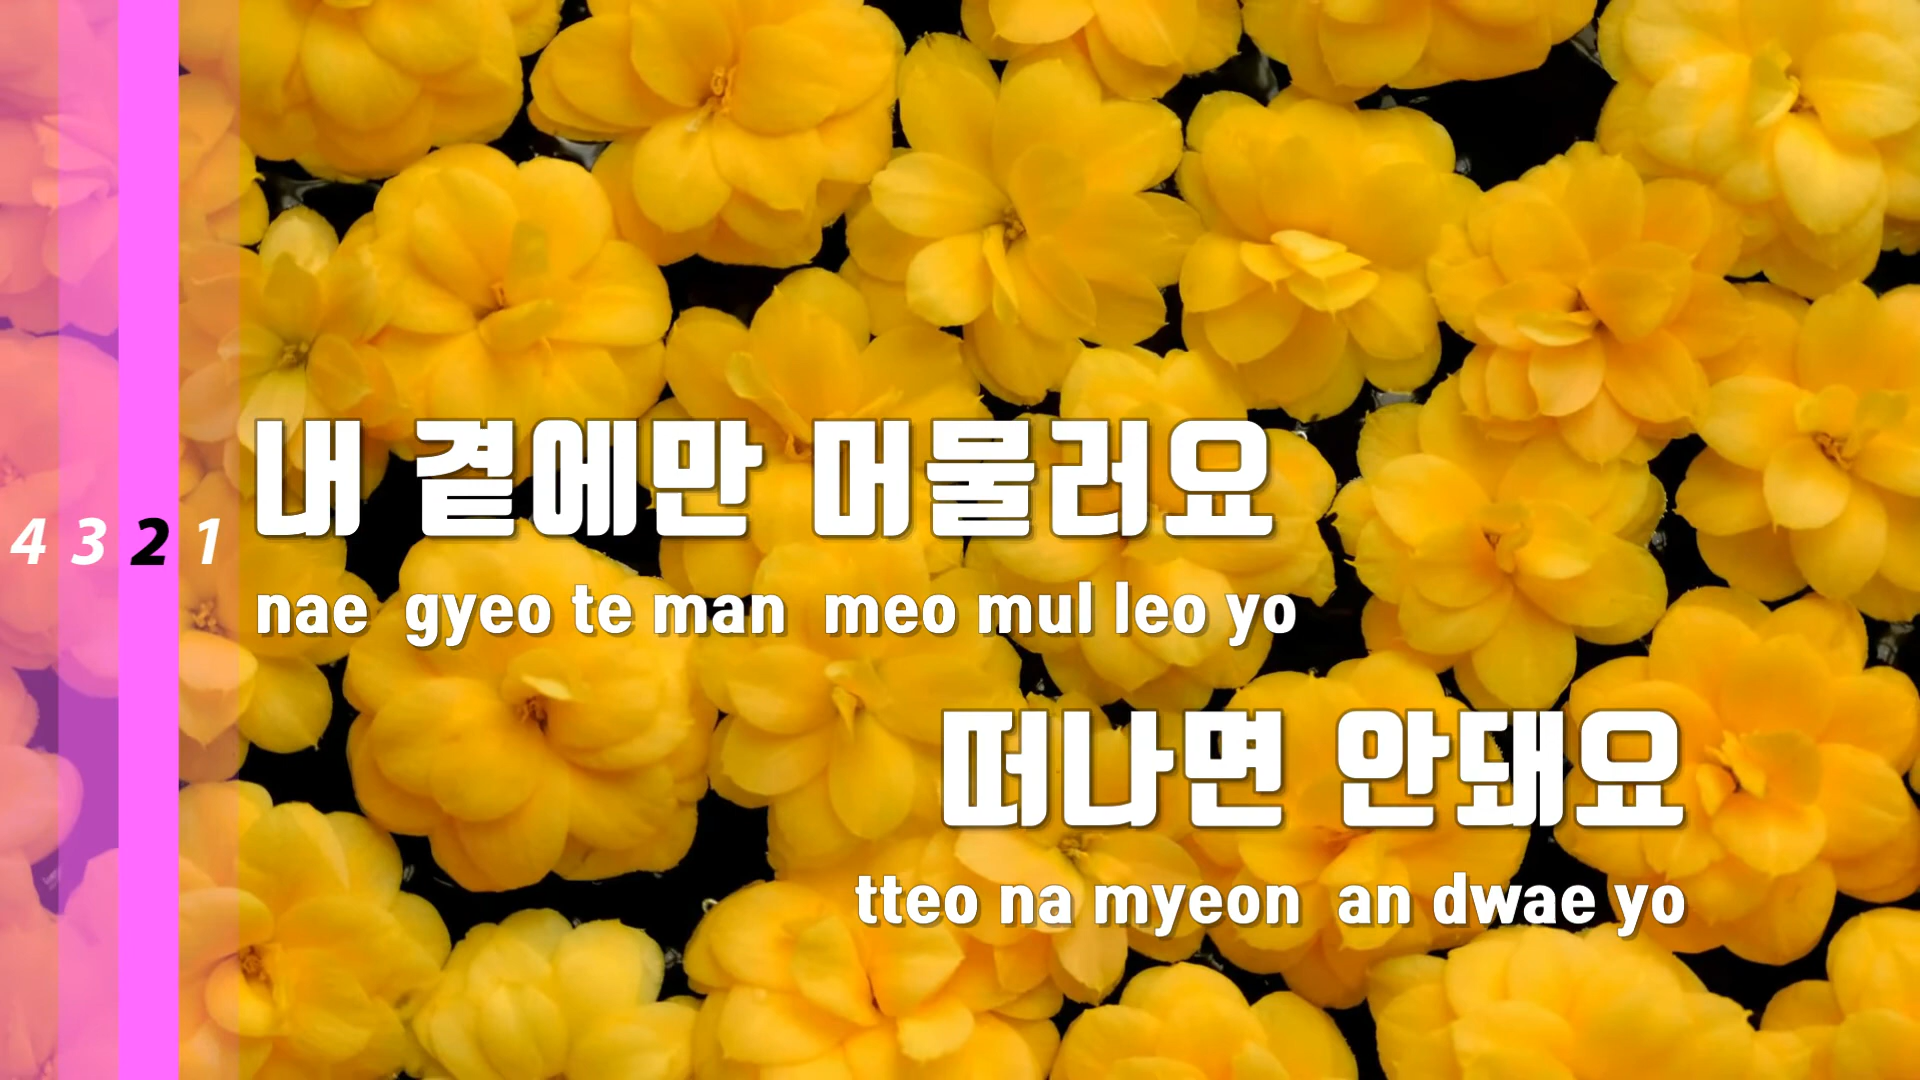 4 3 2 1
내 곁에만 머물러요
nae gyeo te man meo mul leo yo
떠나면 안돼요
tteo na myeon an dwae yo